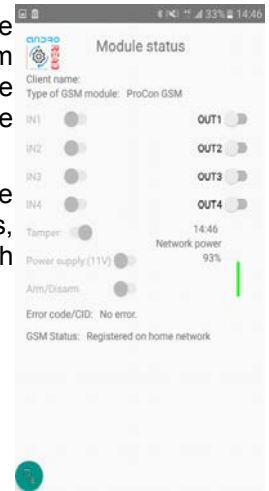 33% 14:46
ANDRO
Module status
Client name:
Type of GSM module: ProCon GSM
IN1 OUT1
IN2 OUT2
IN3 OUT3
IN4 OUT4
Tamper: 14:46
Network power
Power supply:(11V) 93%
Arm/Disarm
Error code/CID: No error.
GSM Status: Registered on home network